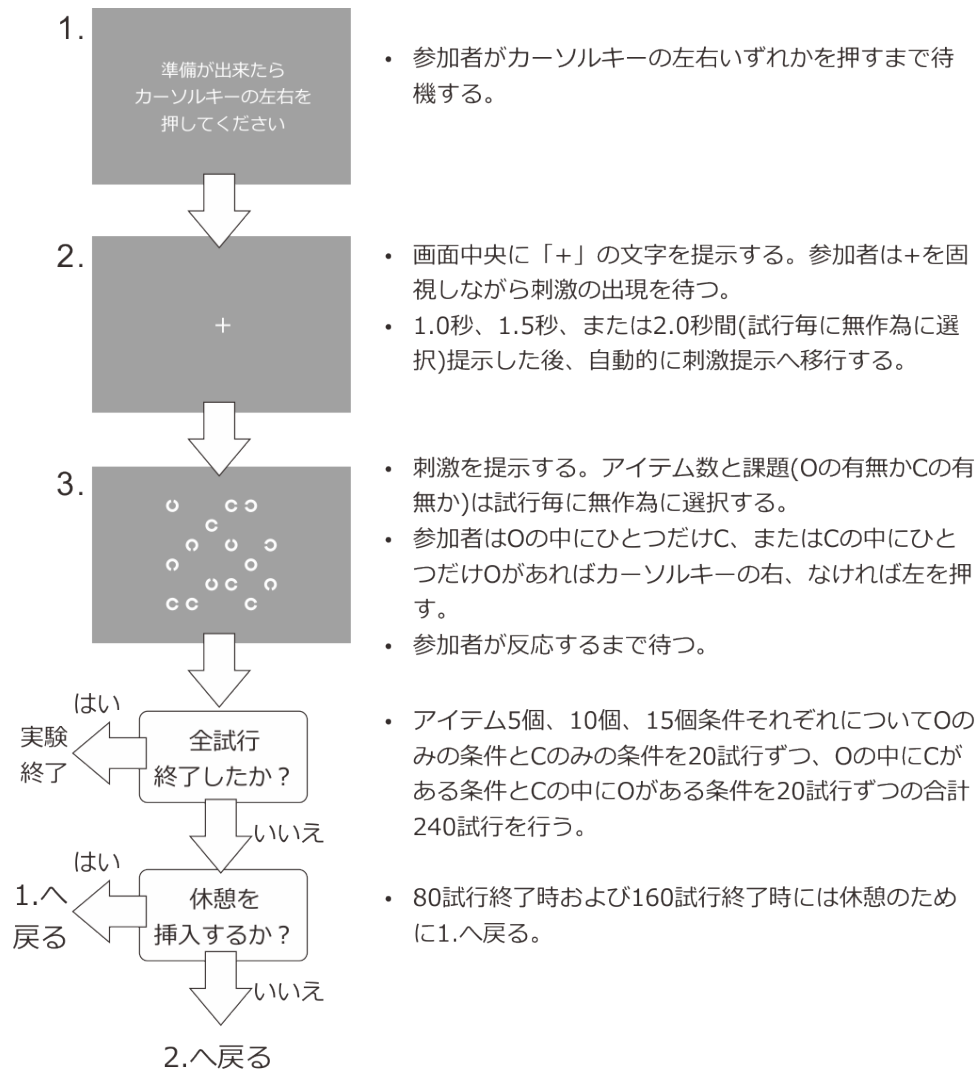 1.
準備が出来たら
カーソルキーの左右を
押してください
• 参加者がカーソルキーの左右いずれかを押すまで待
機する。
2.
+
• 画面中央に「+」の文字を提示する。参加者は+を固
視しながら刺激の出現を待つ。
• 1.0秒、1.5秒、または2.0秒間(試行毎に無作為に選
択)提示した後、自動的に刺激提示へ移行する。
3.
• 刺激を提示する。アイテム数と課題(Oの有無かCの有
無か)は試行毎に無作為に選択する。
• 参加者はOの中にひとつだけC、またはCの中にひと
つだけOがあればカーソルキーの右、なければ左を押
す。
• 参加者が反応するまで待つ。
はい
実験
終了
全試行
終了したか？
いいえ
• アイテム5個、10個、15個条件それぞれについてOの
みの条件とCのみの条件を20試行ずつ、Oの中にCが
ある条件とCの中にOがある条件を20試行ずつの合計
240試行を行う。
はい
1.へ
戻る
休憩を
挿入するか？
いいえ
• 80試行終了時および160試行終了時には休憩のため
に1.へ戻る。
2.へ戻る